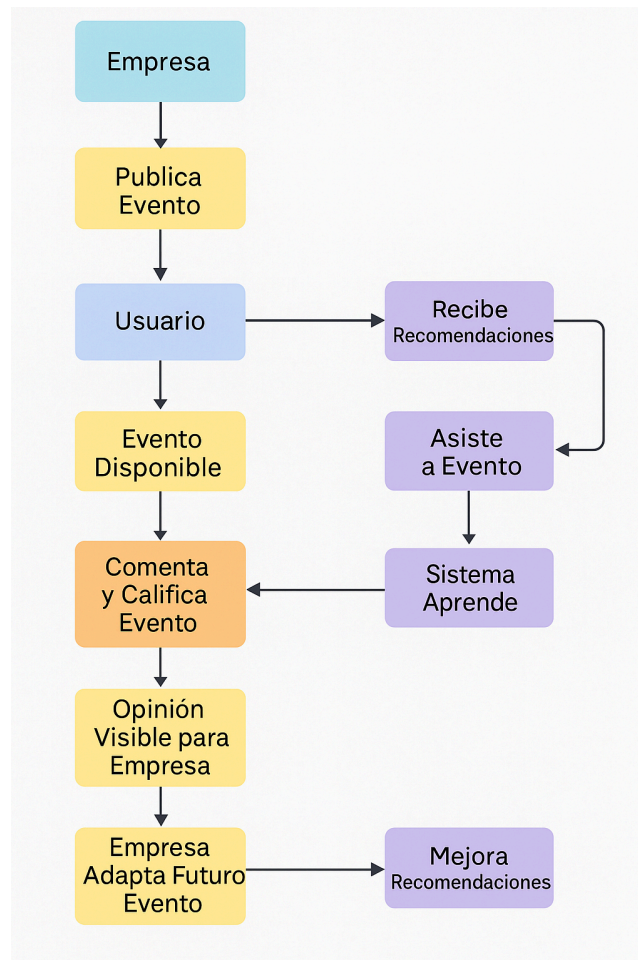 Empresa
Publica
Evento
Usuario
Recibe
Recomendaciones
Evento
Disponible
Asiste
a Evento
Comenta
y Califica
Evento
Sistema
Aprende
Opinión
Visible para
Empresa
Empresa
Adapta Futuro
Evento
Mejora
Recomendaciones